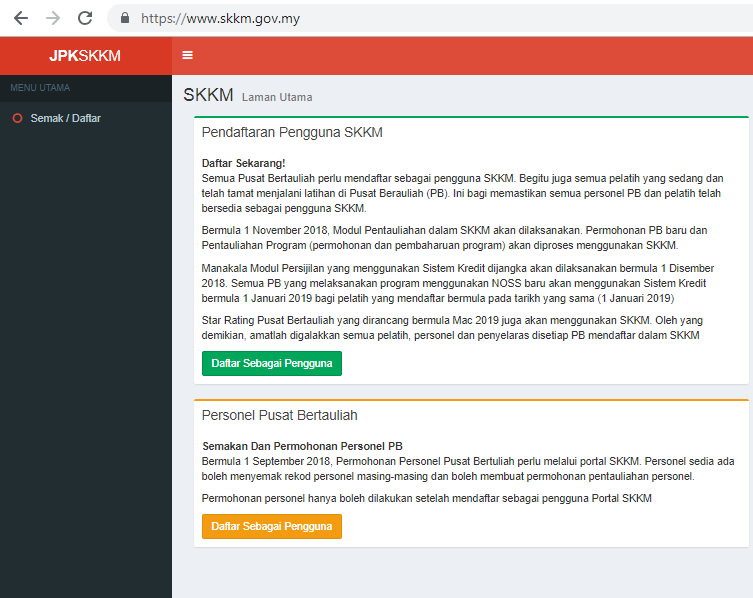 https://www.skkm.gov.my
JPKSKKM
MENU UTAMA
Semak / Daftar
SKKM Laman Utama
Pendaftaran Pengguna SKKM
Daftar Sekarang!
Semua Pusat Bertauliah perlu mendaftar sebagai pengguna SKKM. Begitu juga semua pelatih yang sedang dan
telah tamat menjalani latihan di Pusat Berauliah (PB). Ini bagi memastikan semua personel PB dan pelatih telah
bersedia sebagai pengguna SKKM.
Bermula 1 November 2018, Modul Pentauliahan dalam SKKM akan dilaksanakan. Permohonan PB baru dan
Pentauliahan Program (permohonan dan pembaharuan program) akan diproses menggunakan SKKM.
Manakala Modul Persijilan yang menggunakan Sistem Kredit dijangka akan dilaksanakan bermula 1 Disember
2018. Semua PB yang melaksanakan program menggunakan NOSS baru akan menggunakan Sistem Kredit
bermula 1 Januari 2019 bagi pelatih yang mendaftar bermula pada tarikh yang sama (1 Januari 2019)
Star Rating Pusat Bertauliah yang dirancang bermula Mac 2019 juga akan menggunakan SKKM. Oleh yang
demikian, amatlah digalakkan semua pelatih, personel dan penyelaras disetiap PB mendaftar dalam SKKM
Daftar Sebagai Pengguna
Personel Pusat Bertauliah
Semakan Dan Permohonan Personel PB
Bermula 1 September 2018, Permohonan Personel Pusat Bertuliah perlu melalui portal SKKM. Personel sedia ada
boleh menyemak rekod personel masing-masing dan boleh membuat permohonan pentauliahan personel.
Permohonan personel hanya boleh dilakukan setelah mendaftar sebagai pengguna Portal SKKM
Daftar Sebagai Pengguna